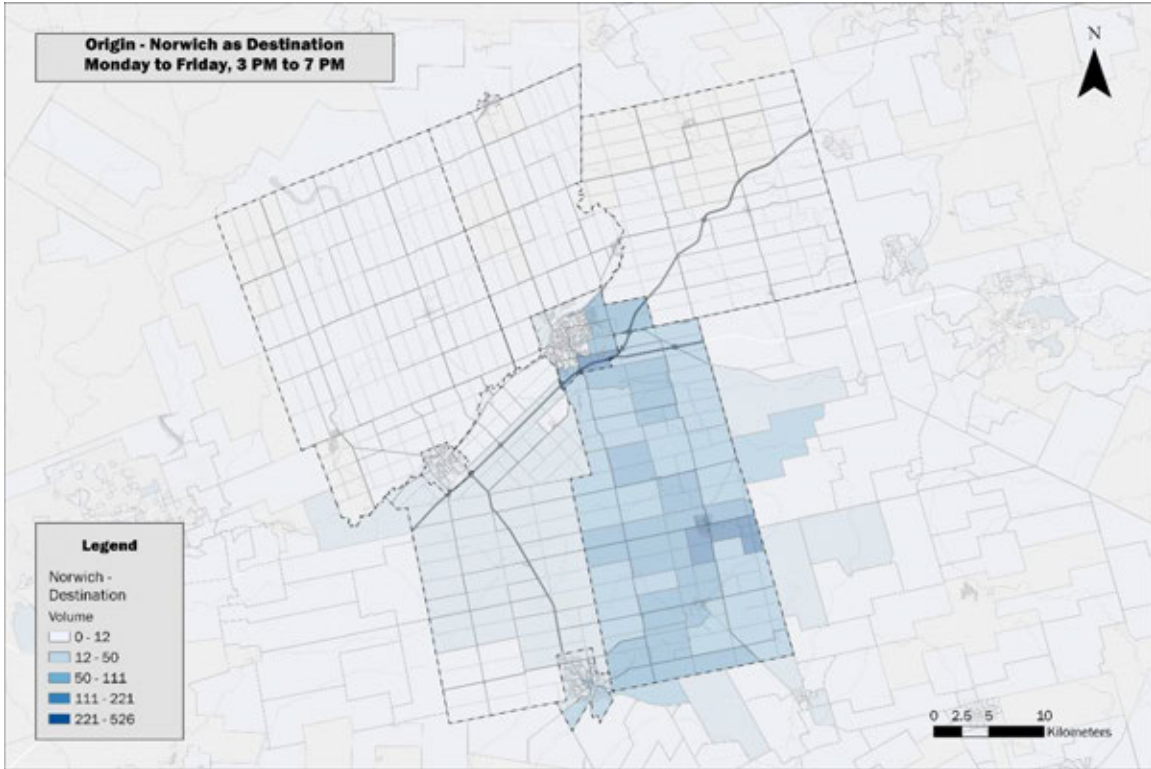 Origin - Norwich as Destination
Monday to Friday, 3 PM to 7 PM
N
Legend
Norwich -
Destination
Volume
0 - 12
12 - 50
50 - 111
111 - 221
221 - 526
0 2.5 5 10
Kilometers